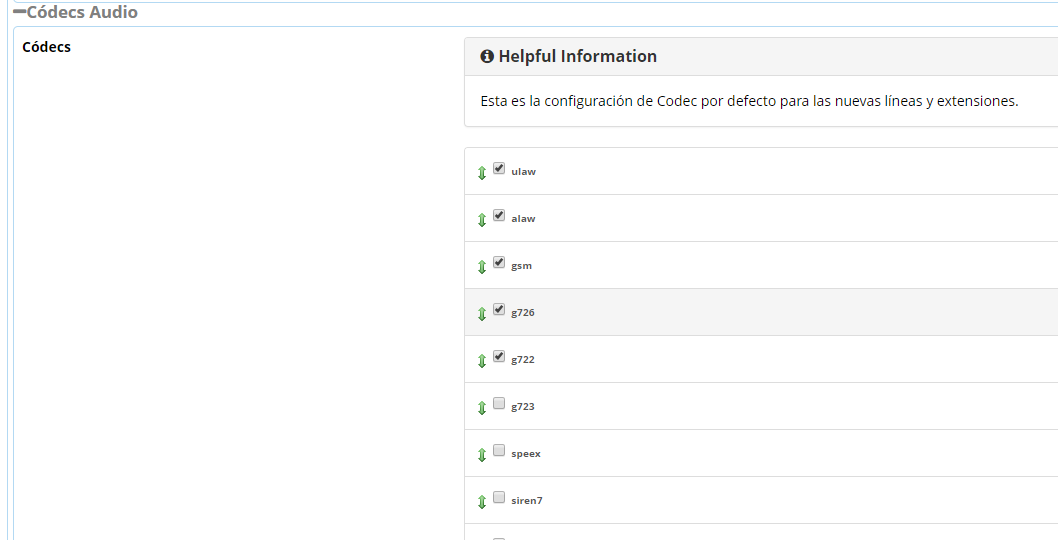 Códecs Audio
Códecs
Helpful Information
Esta es la configuración de Codec por defecto para las nuevas líneas y extensiones.
ulaw
alaw
gsm
g726
g722
g723
speex
siren7